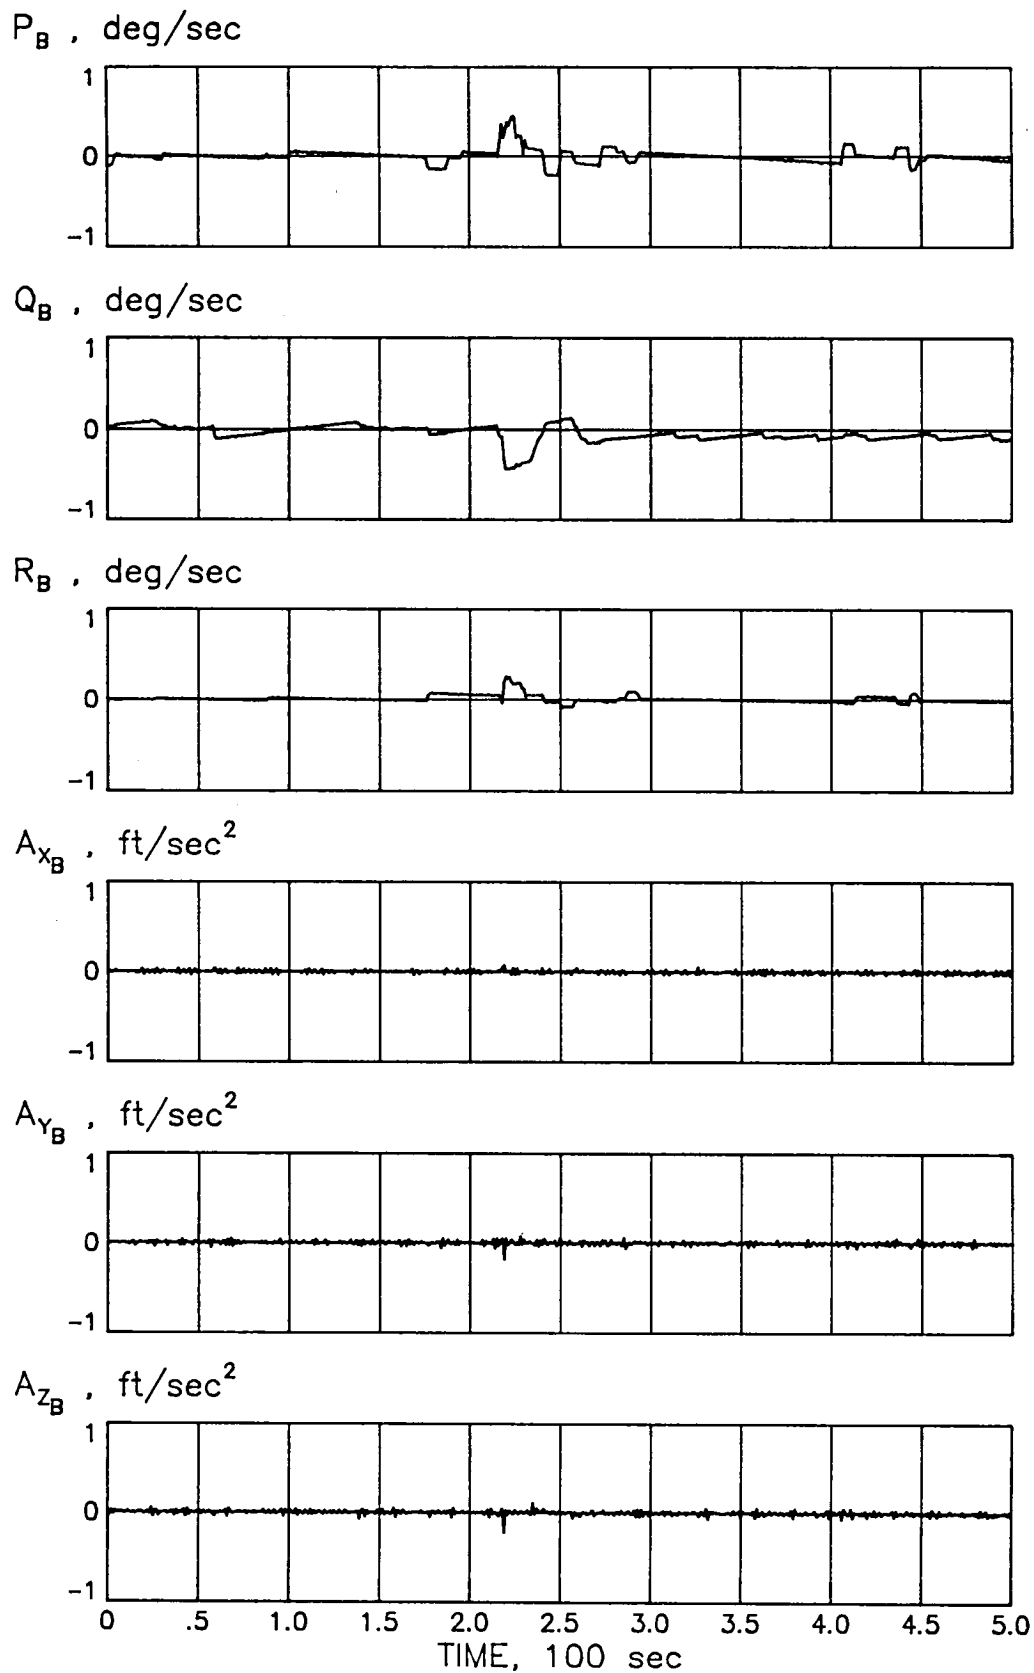 P_B , deg/sec
1
0
-1
Q_B , deg/sec
1
0
-1
R_B , deg/sec
1
0
-1
A_X_B , ft/sec²
1
0
-1
A_Y_B , ft/sec²
1
0
-1
A_Z_B , ft/sec²
1
0
-1
0 .5 1.0 1.5 2.0 2.5 3.0 3.5 4.0 4.5 5.0
TIME, 100 sec